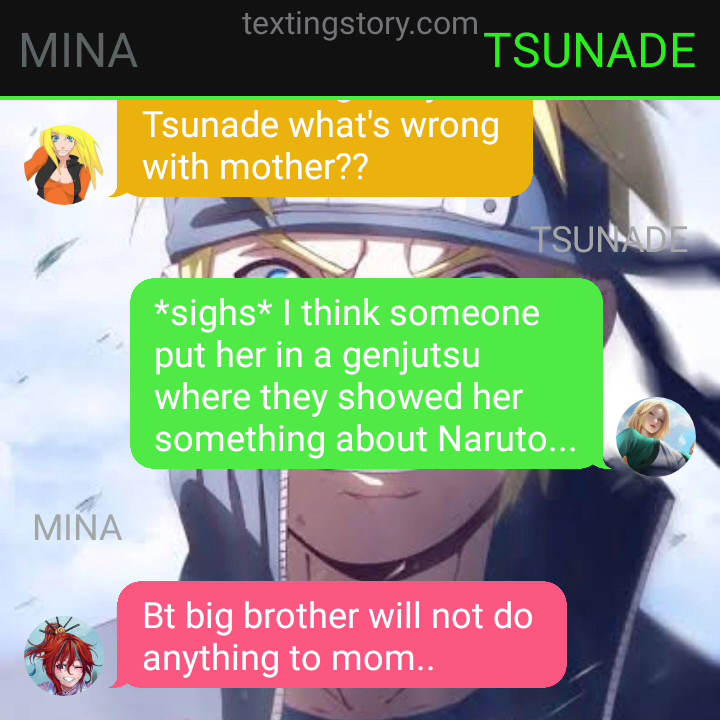 textingstory.com
MINA
TSUNADE
Tsunade what's wrong
with mother??
TSUNADE
*sighs* I think someone
put her in a genjutsu
where they showed her
something about Naruto...
MINA
Bt big brother will not do
anything to mom..